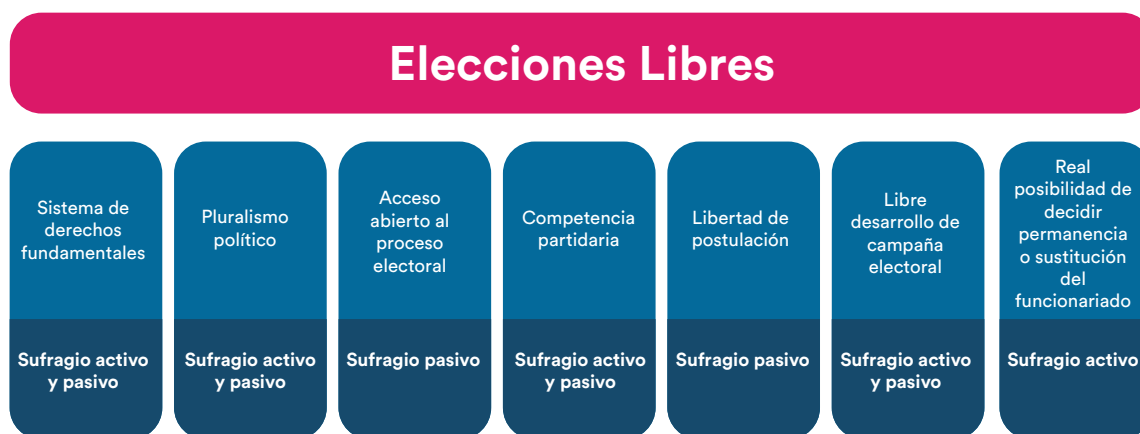 Elecciones Libres
Sistema de
derechos
fundamentales
Sufragio activo
y pasivo
Pluralismo
político
Sufragio activo
y pasivo
Acceso
abierto al
proceso
electoral
Sufragio pasivo
Competencia
partidaria
Sufragio activo
y pasivo
Libertad de
postulación
Sufragio pasivo
Libre
desarrollo de
campaña
electoral
Sufragio activo
y pasivo
Real
posibilidad de
decidir
permanencia
o sustitución
del
funcionariado
Sufragio activo